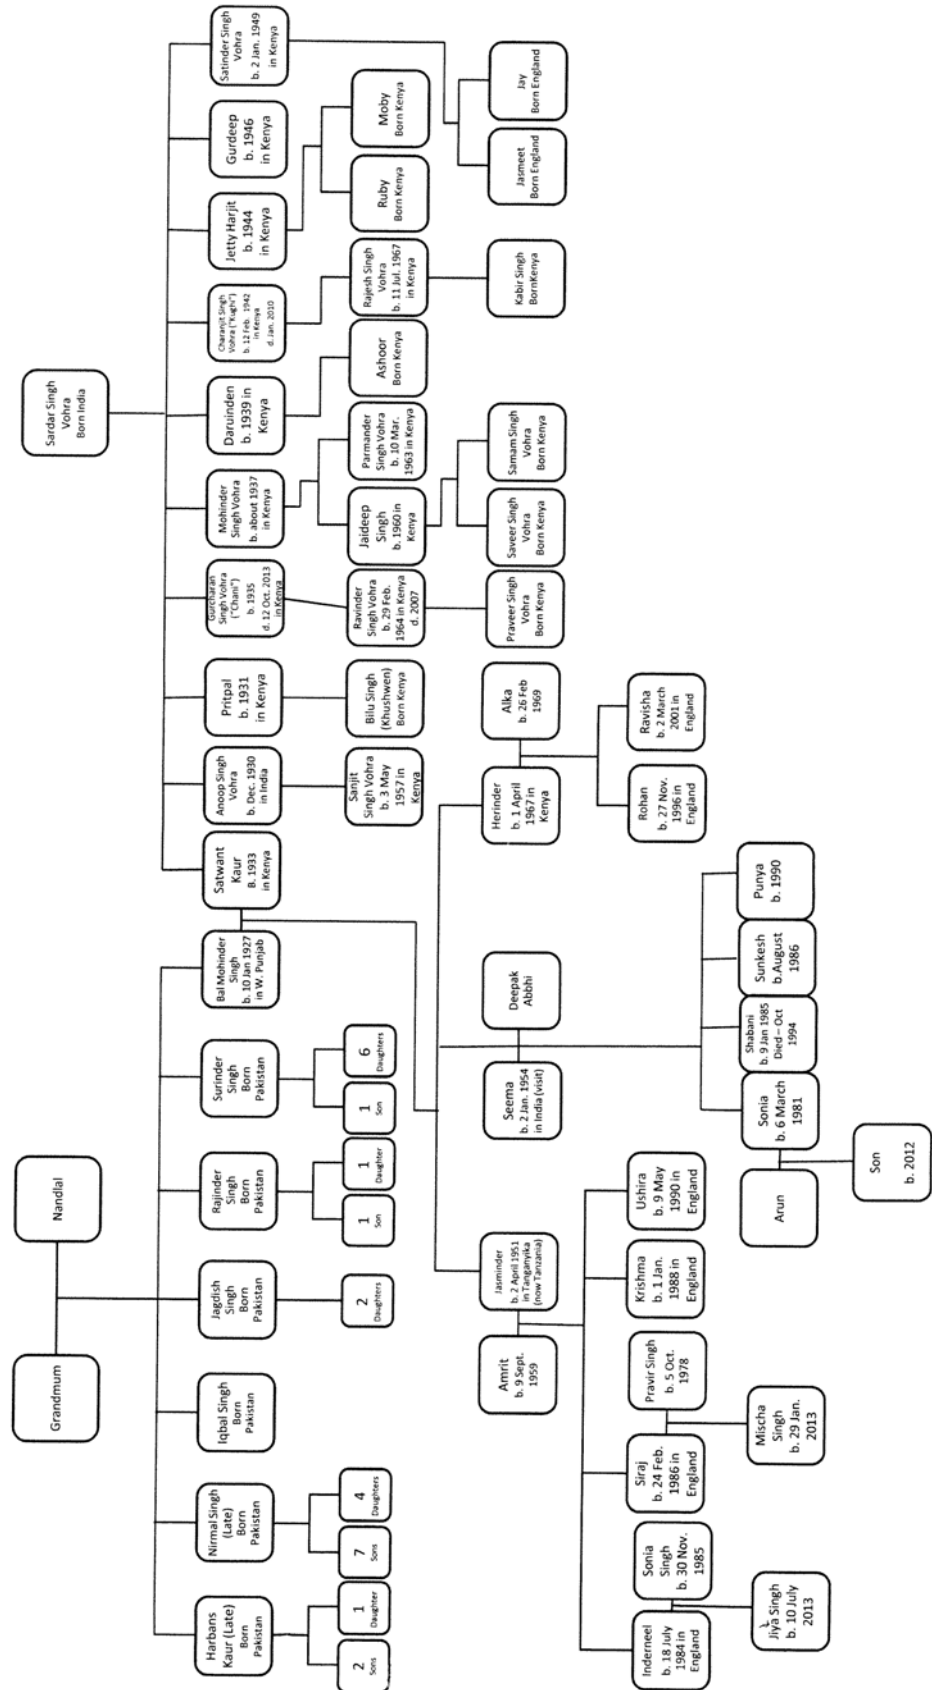 Grandmum
Nandlal
Sardar Singh
Vohra
Born India
Harbans
Kaur (Late)
Born
Pakistan
Nirmal Singh
(Late)
Born
Pakistan
Iqbal Singh
Born
Pakistan
Jagdish
Singh
Born
Pakistan
Rajinder
Singh
Born
Pakistan
Surinder
Singh
Born
Pakistan
Bal Mohinder
Singh
b. 10 Jan 1927
in W. Punjab
Satwant
Kaur
B. 1933
in Kenya
Anoop Singh
Vohra
b. Dec. 1930
in India
Pritpal
b. 1931
in Kenya
Gurcharan
Singh Vohra
("Chani")
b. 1935
d. 12 Oct. 2013
in Kenya
Mohinder
Singh Vohra
b. about 1937
in Kenya
Daruinden
b. 1939 in
Kenya
Charanjit Singh
Vohra ("Kughi")
b. 12 Feb. 1942
in Kenya
d. Jan. 2010
Jetty Harjit
b. 1944
in Kenya
Gurdeep
b. 1946
in Kenya
Satinder Singh
Vohra
b. 2 Jan. 1949
in Kenya
2
Sons
1
Daughter
7
Sons
4
Daughters
2
Daughters
1
Son
1
Daughter
1
Son
6
Daughters
Sanjit
Singh Vohra
b. 3 May
1957 in
Kenya
Bilu Singh
(Khushwen)
Born Kenya
Ravinder
Singh Vohra
b. 29 Feb.
1964 in Kenya
d. 2007
Jaideep
Singh
b. 1960 in
Kenya
Parmander
Singh Vohra
b. 10 Mar.
1963 in Kenya
Ashoor
Born Kenya
Rajesh Singh
Vohra
b. 11 Jul. 1967
in Kenya
Ruby
Born Kenya
Moby
Born Kenya
Amrit
b. 9 Sept.
1959
Jasminder
b. 2 April 1951
in Tanganyika
(now Tanzania)
Seema
b. 2 Jan. 1954
in India (visit)
Deepak
Abbhi
Herinder
b. 1 April
1967 in
Kenya
Alka
b. 26 Feb
1969
Praveer Singh
Vohra
Born Kenya
Saveer Singh
Vohra
Born Kenya
Samam Singh
Vohra
Born Kenya
Kabir Singh
BornKenya
Jasmeet
Born England
Jay
Born England
Inderneel
b. 18 July
1984 in
England
Sonia
Singh
b. 30 Nov.
1985
Siraj
b. 24 Feb.
1986 in
England
Pravir Singh
b. 5 Oct.
1978
Krishma
b. 1 Jan.
1988 in
England
Ushira
b. 9 May
1990 in
England
Rohan
b. 27 Nov.
1996 in
England
Ravisha
b. 2 March
2001 in
England
Jiya Singh
b. 10 July
2013
Mischa
Singh
b. 29 Jan.
2013
Arun
Sonia
b. 6 March
1981
Shabani
b. 9 Jan 1985
Died – Oct
1994
Sunkesh
b.August
1986
Punya
b. 1990
Son
b. 2012